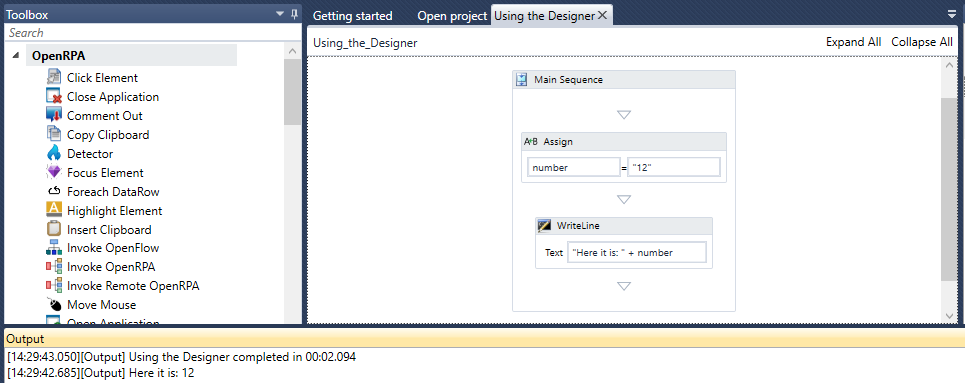 Toolbox
Search
OpenRPA
Click Element
Close Application
Comment Out
Copy Clipboard
Detector
Focus Element
Foreach DataRow
Highlight Element
Insert Clipboard
Invoke OpenFlow
Invoke OpenRPA
Invoke Remote OpenRPA
Move Mouse
Open Application
Getting started Open project Using the Designer
Using_the_Designer Expand All Collapse All
Main Sequence
A+B Assign
number = "12"
WriteLine
Text "Here it is: " + number
Output
[14:29:43.050][Output] Using the Designer completed in 00:02.094
[14:29:42.685][Output] Here it is: 12